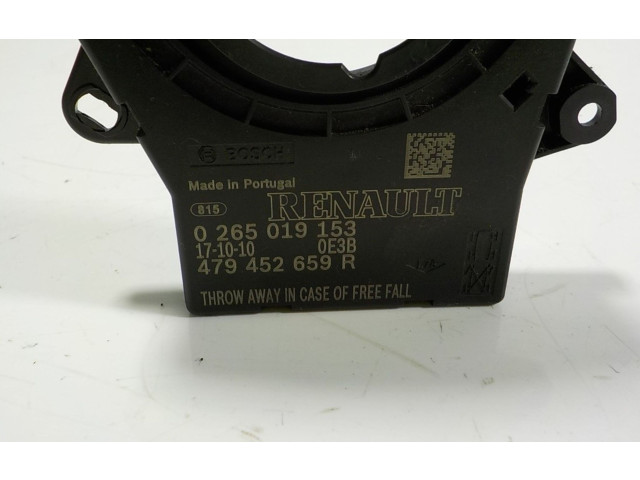 BOSCH
Made in Portugal
815 RENAULT
0 265 019 153
17-10-10 0E3B
479 452 659 R
THROW AWAY IN CASE OF FREE FALL